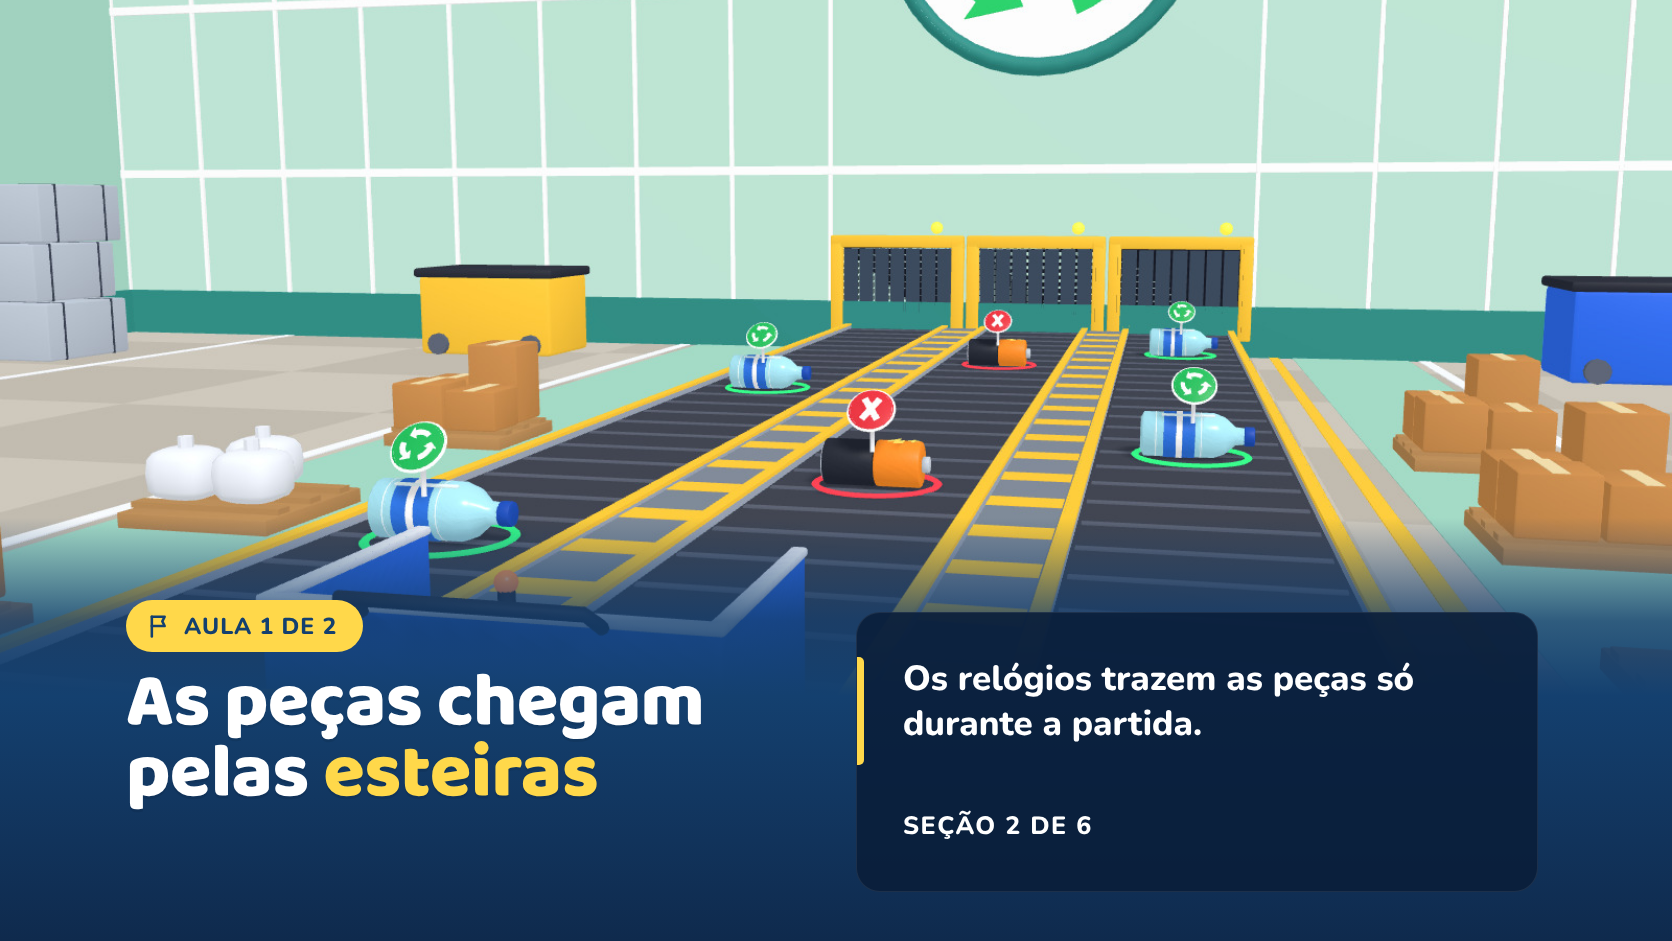 AULA 1 DE 2
As peças chegam
pelas esteiras
Os relógios trazem as peças só
durante a partida.
SEÇÃO 2 DE 6